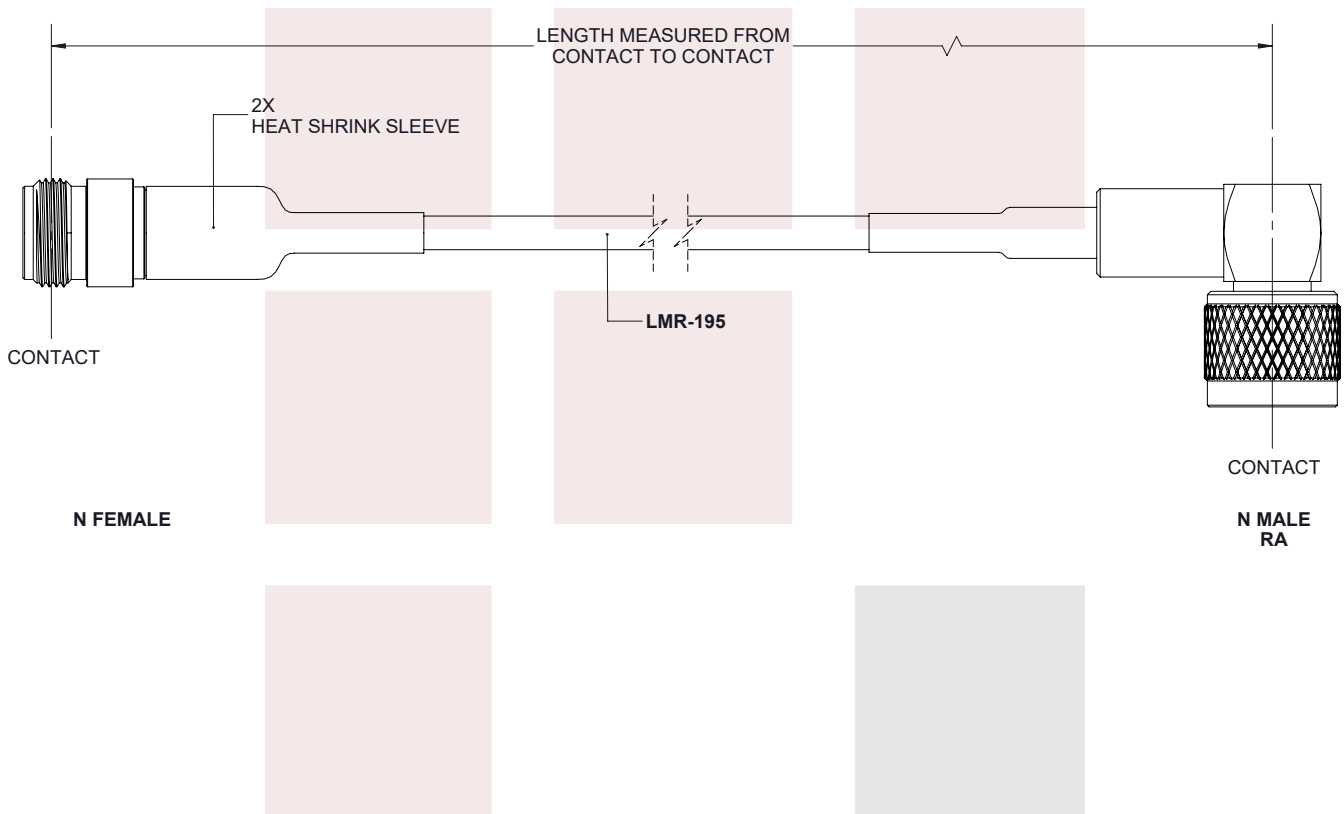 LENGTH MEASURED FROM
CONTACT TO CONTACT
2X
HEAT SHRINK SLEEVE
LMR-195
CONTACT
CONTACT
N FEMALE
N MALE
RA